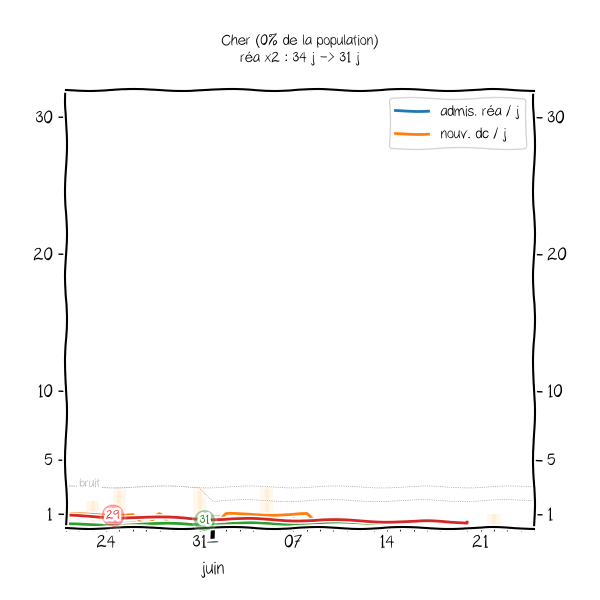 Cher (0% de la population)
réa x2 : 34 j -> 31 j
admis. réa / j
nouv. dc / j
30
30
20
20
10
10
5
5
bruit
1
29
31
1
24
31
07
14
21
juin